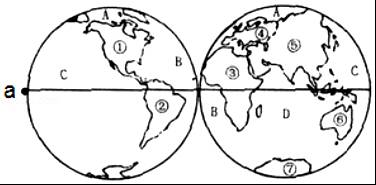 A A
① ④ ⑤
C B ③ C
a
② B D ⑥
⑦